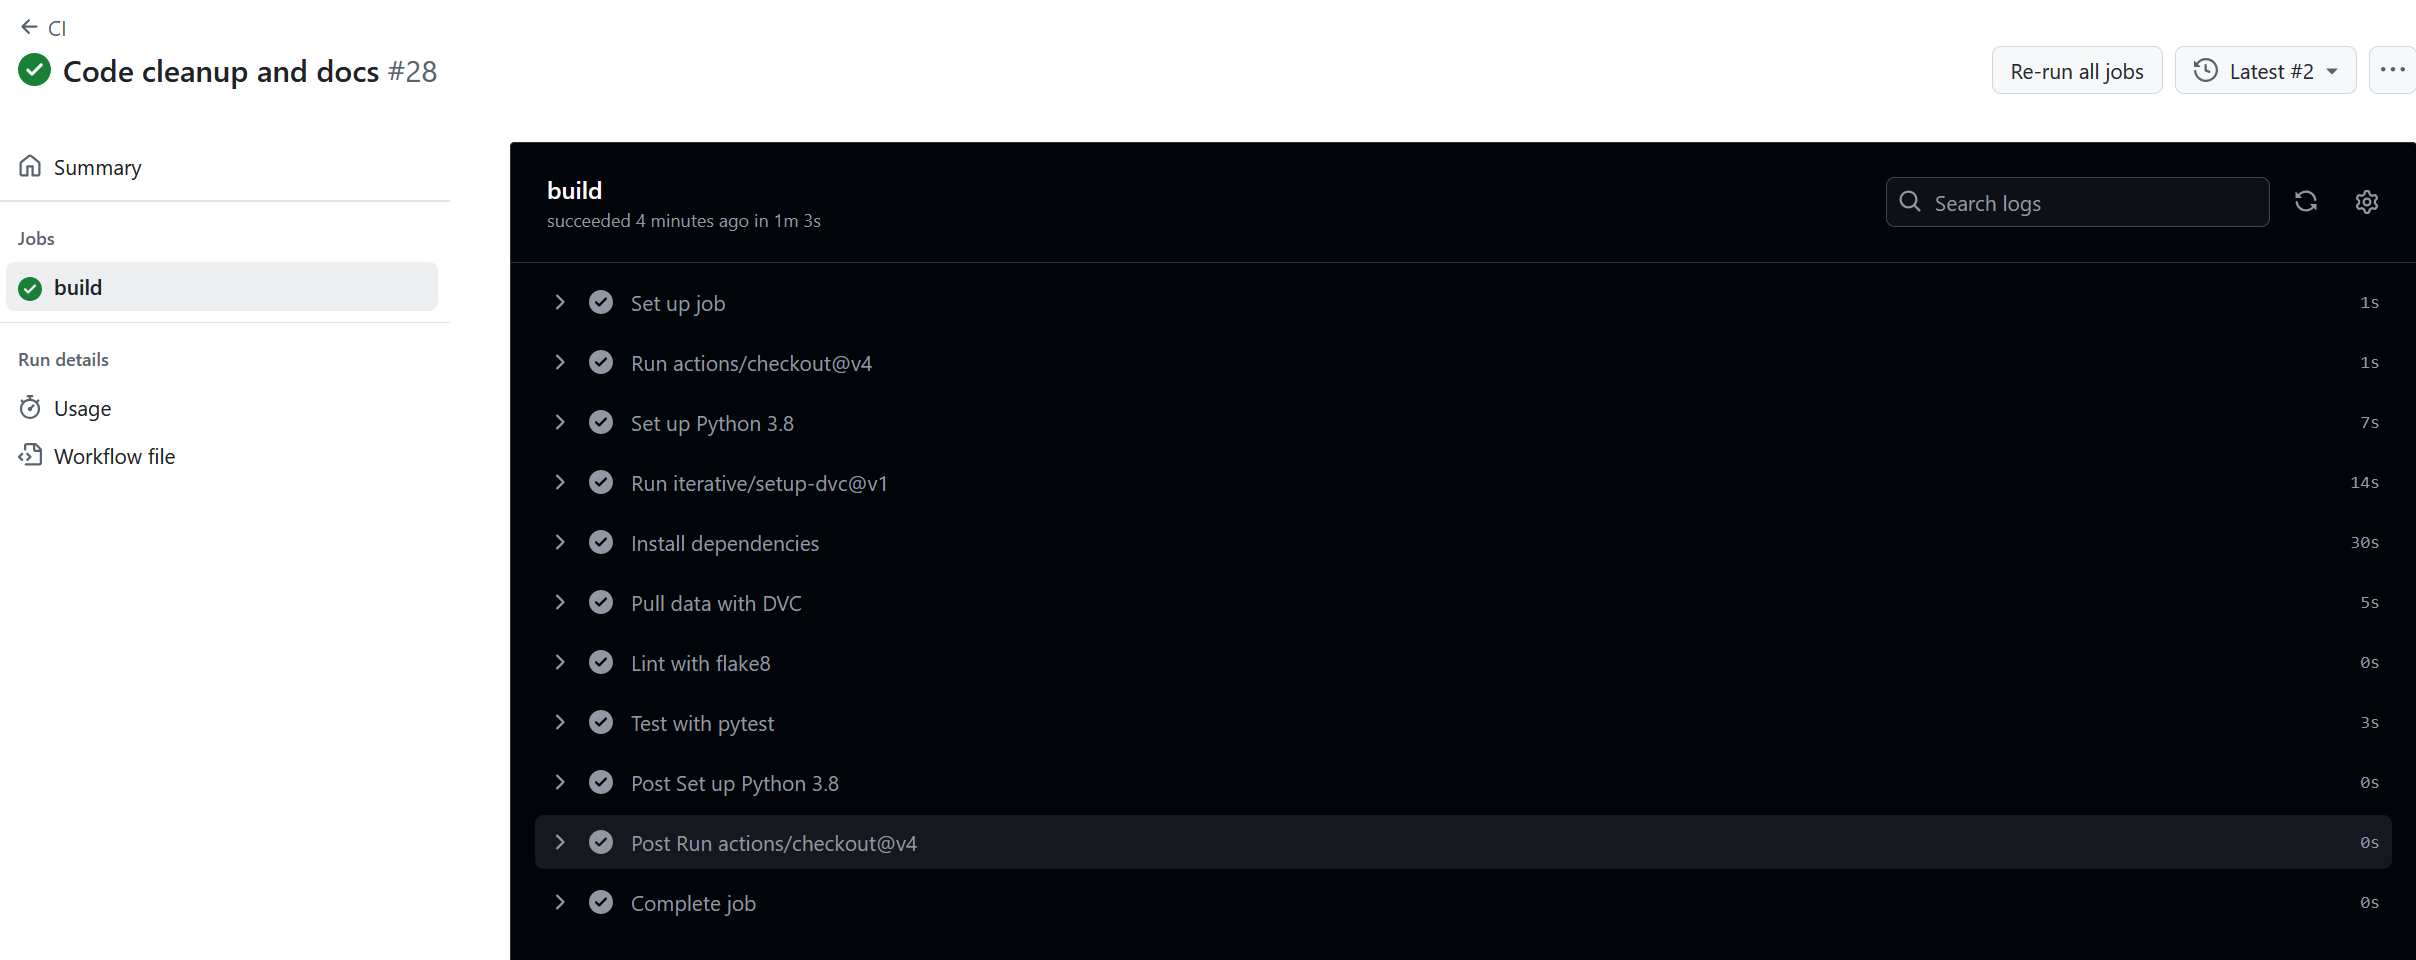 CI
Code cleanup and docs #28
Re-run all jobs
Latest #2
Summary
Jobs
build
Run details
Usage
Workflow file
build
succeeded 4 minutes ago in 1m 3s
Search logs
Set up job 1s
Run actions/checkout@v4 1s
Set up Python 3.8 7s
Run iterative/setup-dvc@v1 14s
Install dependencies 30s
Pull data with DVC 5s
Lint with flake8 0s
Test with pytest 3s
Post Set up Python 3.8 0s
Post Run actions/checkout@v4 0s
Complete job 0s